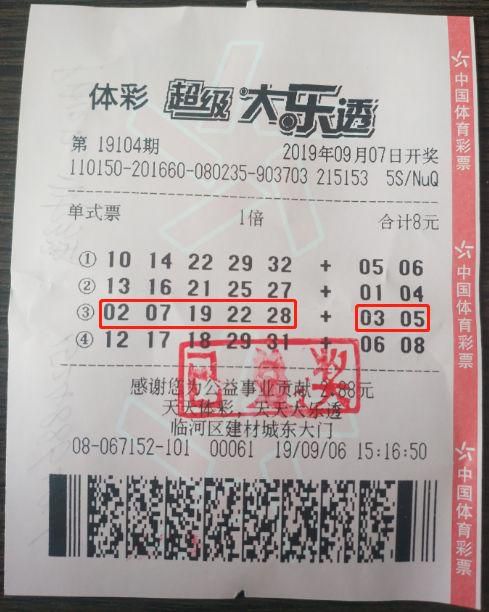 体彩 超级大乐透
第 19104期 2019年09月07日开奖
110150-201660-080235-903703 215153 5S/NuQ
单式票 1倍 合计8元
① 10 14 22 29 32 + 05 06
② 13 16 21 25 27 + 01 04
③ 02 07 19 22 28 + 03 05
④ 12 17 18 29 31 + 06 08
已兑奖
感谢您为公益事业贡献 2.88元
天天体彩，天天大乐透
临河区建材城东大门
08-067152-101 00061 19/09/06 15:16:50
中国体育彩票
中国体育彩票
中国体育彩票